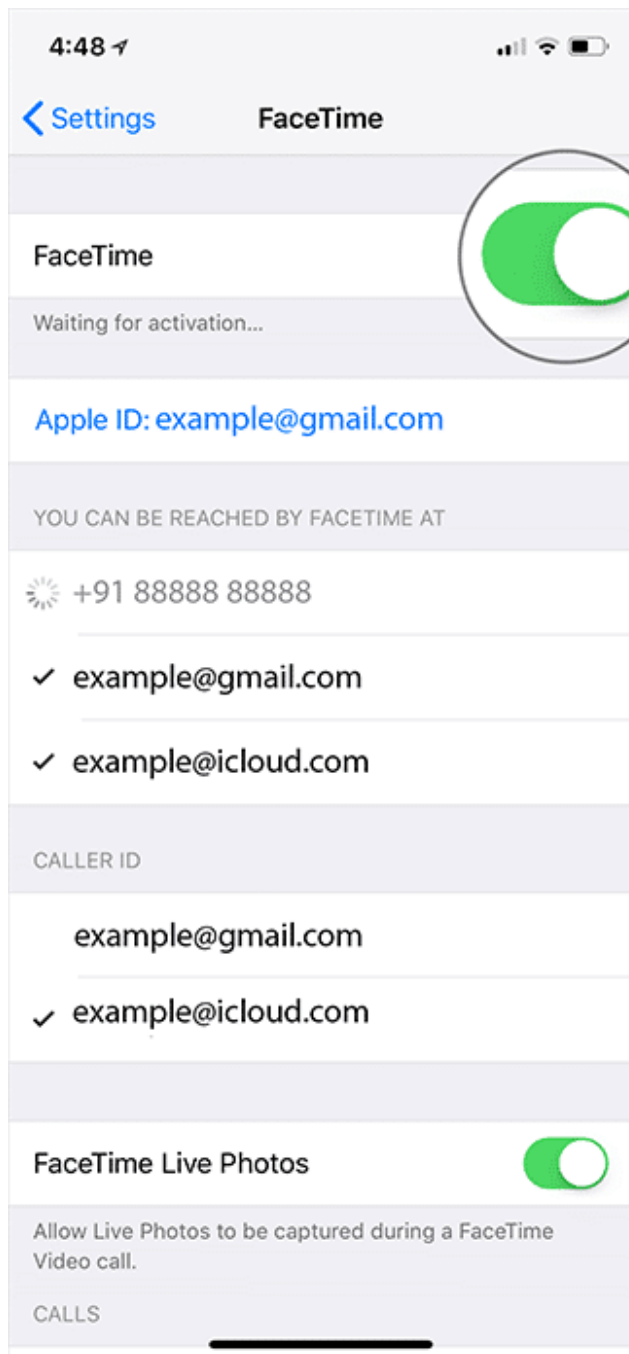 4:48
Settings
FaceTime
FaceTime
Waiting for activation...
Apple ID: example@gmail.com
YOU CAN BE REACHED BY FACETIME AT
+91 88888 88888
example@gmail.com
example@icloud.com
CALLER ID
example@gmail.com
example@icloud.com
FaceTime Live Photos
Allow Live Photos to be captured during a FaceTime
Video call.
CALLS